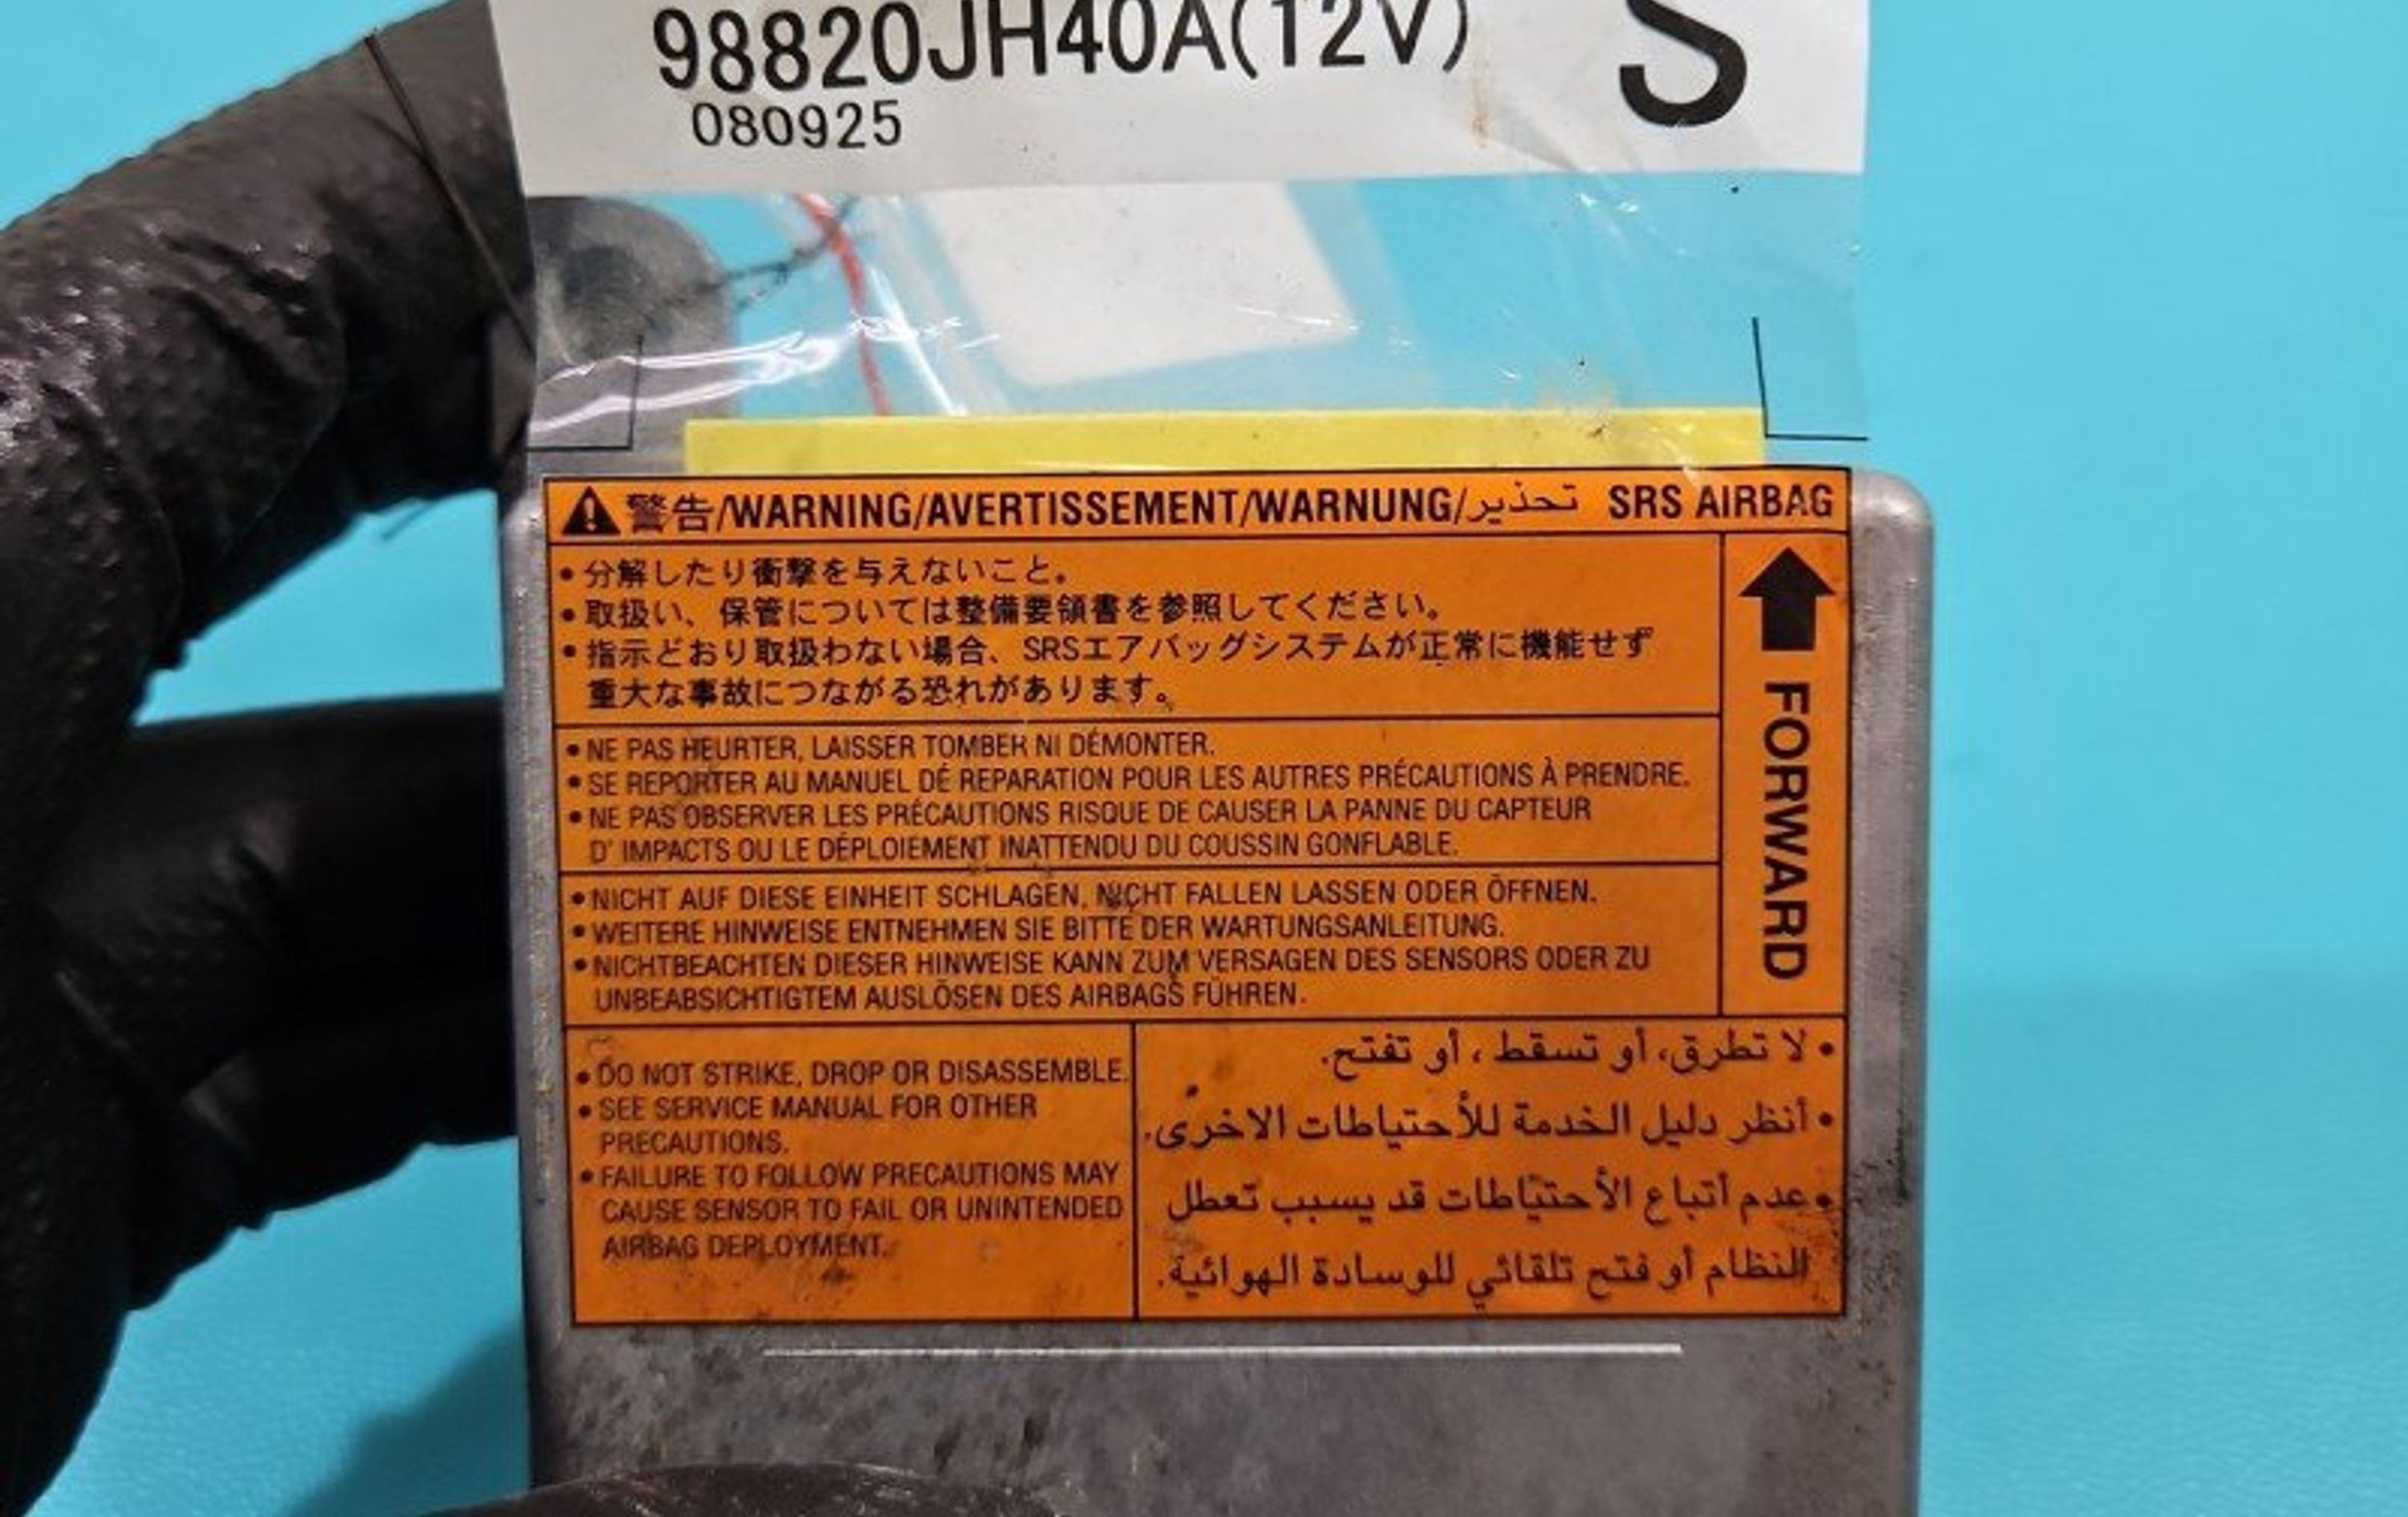 98820JH40A(12V)
S
080925
警告/WARNING/AVERTISSEMENT/WARNUNG/تحذير SRS AIRBAG
• 分解したり衝撃を与えないこと。
• 取扱い、保管については整備要領書を参照してください。
• 指示どおり取扱わない場合、SRSエアバッグシステムが正常に機能せず
重大な事故につながる恐れがあります。
FORWARD
• NE PAS HEURTER, LAISSER TOMBER NI DÉMONTER.
• SE REPORTER AU MANUEL DÉ REPARATION POUR LES AUTRES PRÉCAUTIONS À PRENDRE.
• NE PAS OBSERVER LES PRÉCAUTIONS RISQUE DE CAUSER LA PANNE DU CAPTEUR
D' IMPACTS OU LE DÉPLOIEMENT INATTENDU DU COUSSIN GONFLABLE.
• NICHT AUF DIESE EINHEIT SCHLAGEN, NICHT FALLEN LASSEN ODER ÖFFNEN.
• WEITERE HINWEISE ENTNEHMEN SIE BITTE DER WARTUNGSANLEITUNG.
• NICHTBEACHTEN DIESER HINWEISE KANN ZUM VERSAGEN DES SENSORS ODER ZU
UNBEABSICHTIGTEM AUSLÖSEN DES AIRBAGS FÜHREN.
• DO NOT STRIKE, DROP OR DISASSEMBLE.
• SEE SERVICE MANUAL FOR OTHER
PRECAUTIONS.
• FAILURE TO FOLLOW PRECAUTIONS MAY
CAUSE SENSOR TO FAIL OR UNINTENDED
AIRBAG DEPLOYMENT.
• لا تطرق، أو تسقط ، أو تفتح.
• أنظر دليل الخدمة للأحتياطات الاخرى.
• عدم أتباع الأحتياطات قد يسبب تعطل
النظام أو فتح تلقائي للوسادة الهوائية.